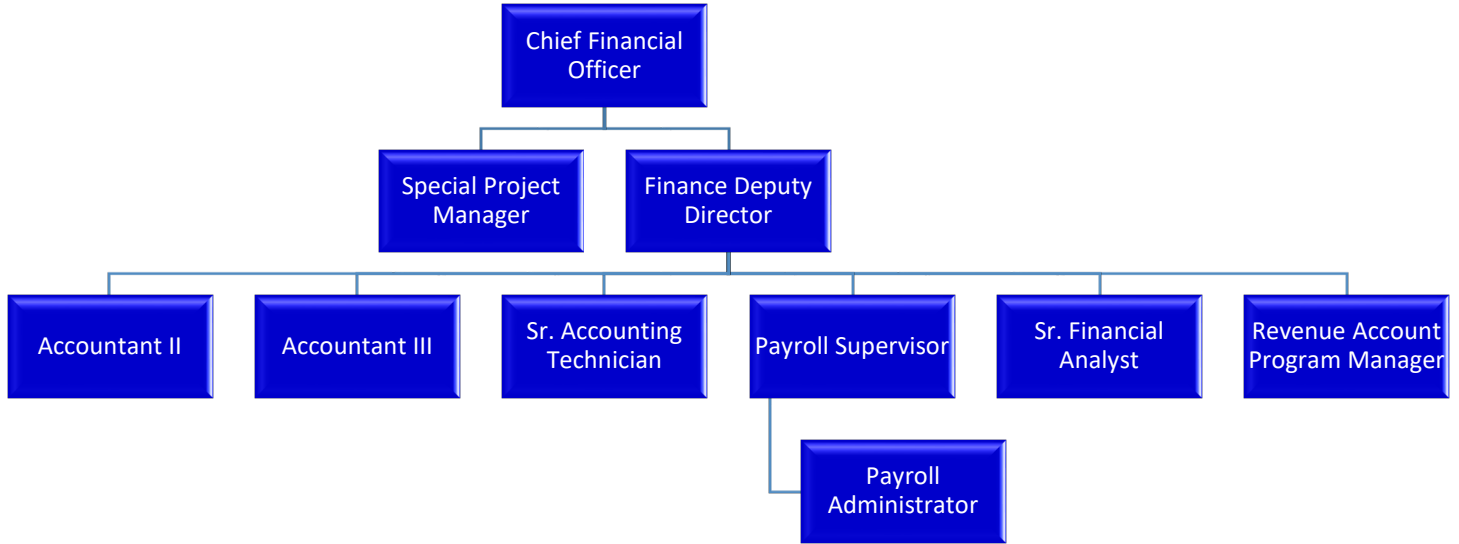 Chief Financial
Officer
Special Project
Manager
Finance Deputy
Director
Accountant II
Accountant III
Sr. Accounting
Technician
Payroll Supervisor
Sr. Financial
Analyst
Revenue Account
Program Manager
Payroll
Administrator